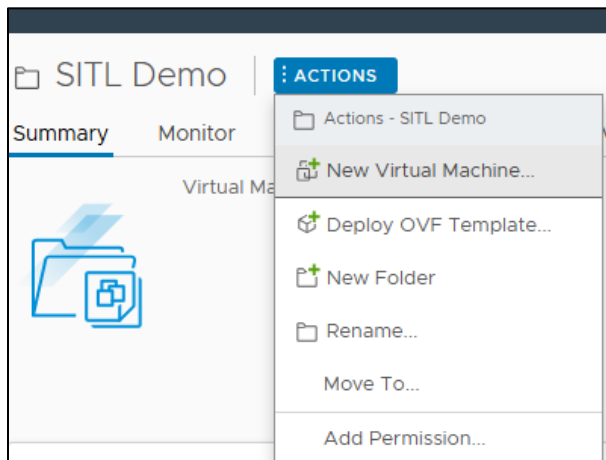 SITL Demo
ACTIONS
Summary
Monitor
Actions - SITL Demo
New Virtual Machine...
Virtual Ma
Deploy OVF Template...
New Folder
Rename...
Move To...
Add Permission...